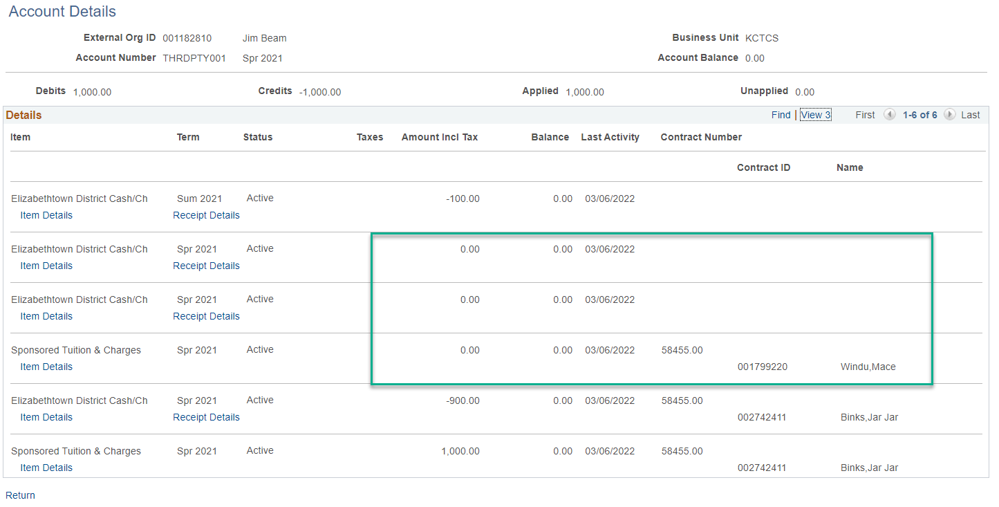 Account Details
External Org ID 001182810 Jim Beam Business Unit KCTCS
Account Number THRDPTY001 Spr 2021 Account Balance 0.00
Debits 1,000.00 Credits -1,000.00 Applied 1,000.00 Unapplied 0.00
Details Find | View 3 First 1-6 of 6 Last
Item Term Status Taxes Amount Incl Tax Balance Last Activity Contract Number
Contract ID Name
Elizabethtown District Cash/Ch Sum 2021 Active -100.00 0.00 03/06/2022
Item Details Receipt Details
Elizabethtown District Cash/Ch Spr 2021 Active 0.00 0.00 03/06/2022
Item Details Receipt Details
Elizabethtown District Cash/Ch Spr 2021 Active 0.00 0.00 03/06/2022
Item Details Receipt Details
Sponsored Tuition & Charges Spr 2021 Active 0.00 0.00 03/06/2022 58455.00
Item Details 001799220 Windu,Mace
Elizabethtown District Cash/Ch Spr 2021 Active -900.00 0.00 03/06/2022 58455.00
Item Details Receipt Details 002742411 Binks,Jar Jar
Sponsored Tuition & Charges Spr 2021 Active 1,000.00 0.00 03/06/2022 58455.00
Item Details 002742411 Binks,Jar Jar
Return